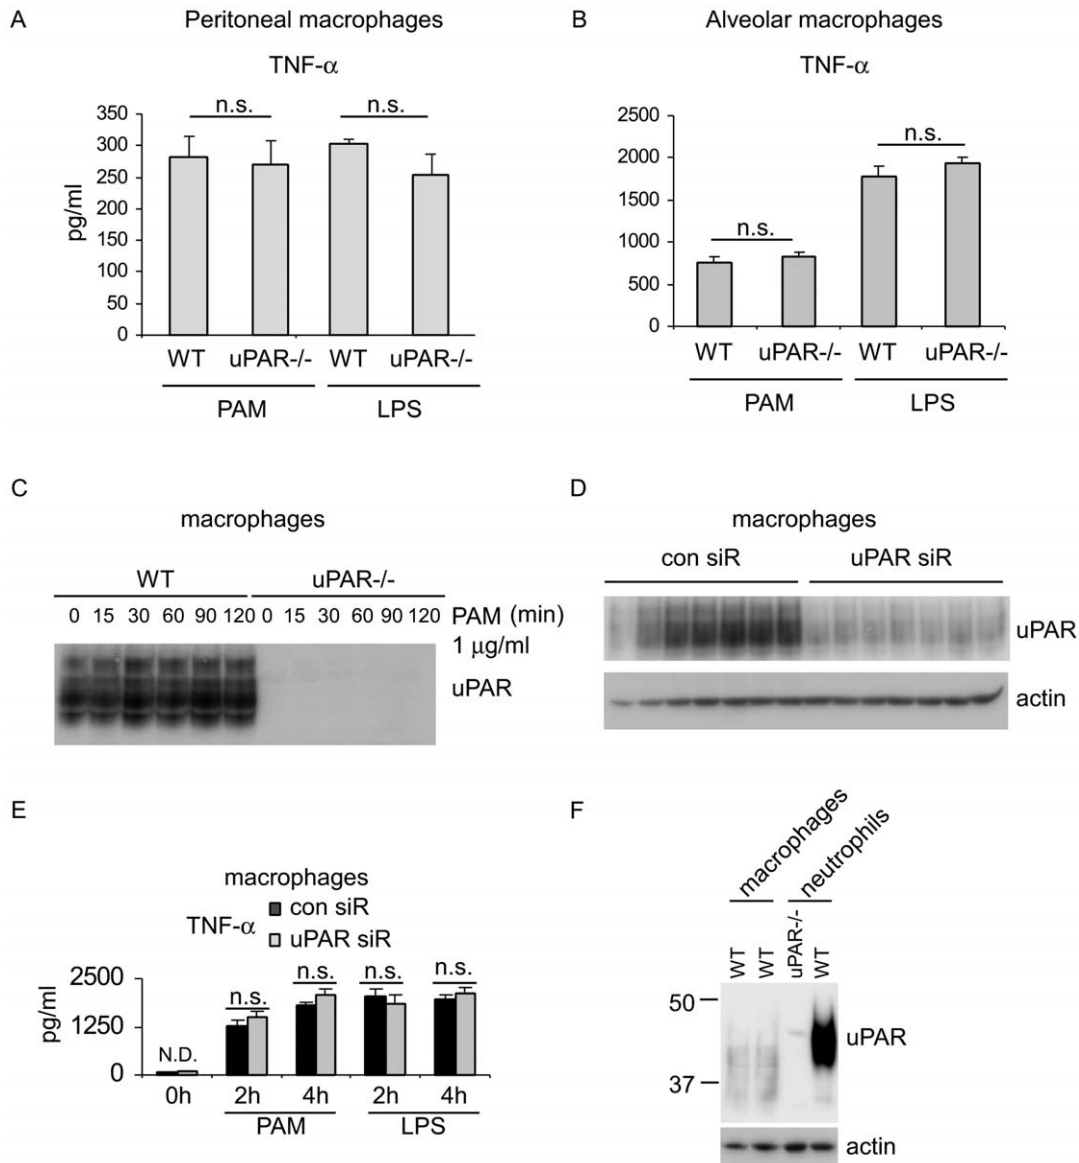 A
Peritoneal macrophages
TNF-α
pg/ml
350
300
250
200
150
100
50
0
n.s.
n.s.
WT uPAR-/- WT uPAR-/-
PAM LPS
B
Alveolar macrophages
TNF-α
2500
2000
1500
1000
500
0
n.s.
n.s.
WT uPAR-/- WT uPAR-/-
PAM LPS
C
macrophages
WT uPAR-/-
0 15 30 60 90 120 0 15 30 60 90 120 PAM (min)
1 µg/ml
uPAR
D
macrophages
con siR uPAR siR
uPAR
actin
E
macrophages
TNF-α
con siR
uPAR siR
pg/ml
2500
1250
0
N.D.
n.s.
n.s.
n.s.
n.s.
0h 2h 4h 2h 4h
PAM LPS
F
macrophages
neutrophils
WT
WT
uPAR-/-
WT
50
37
uPAR
actin